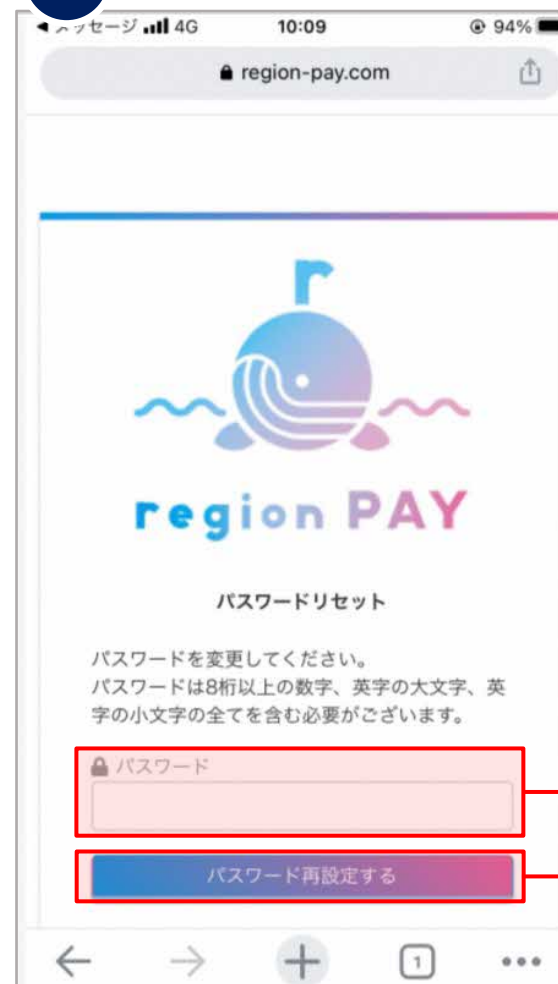 メッセージ 4G 10:09 94%
region-pay.com
r
region PAY
パスワードリセット
パスワードを変更してください。
パスワードは8桁以上の数字、英字の大文字、英
字の小文字の全てを含む必要がございます。
パスワード
パスワード再設定する
1